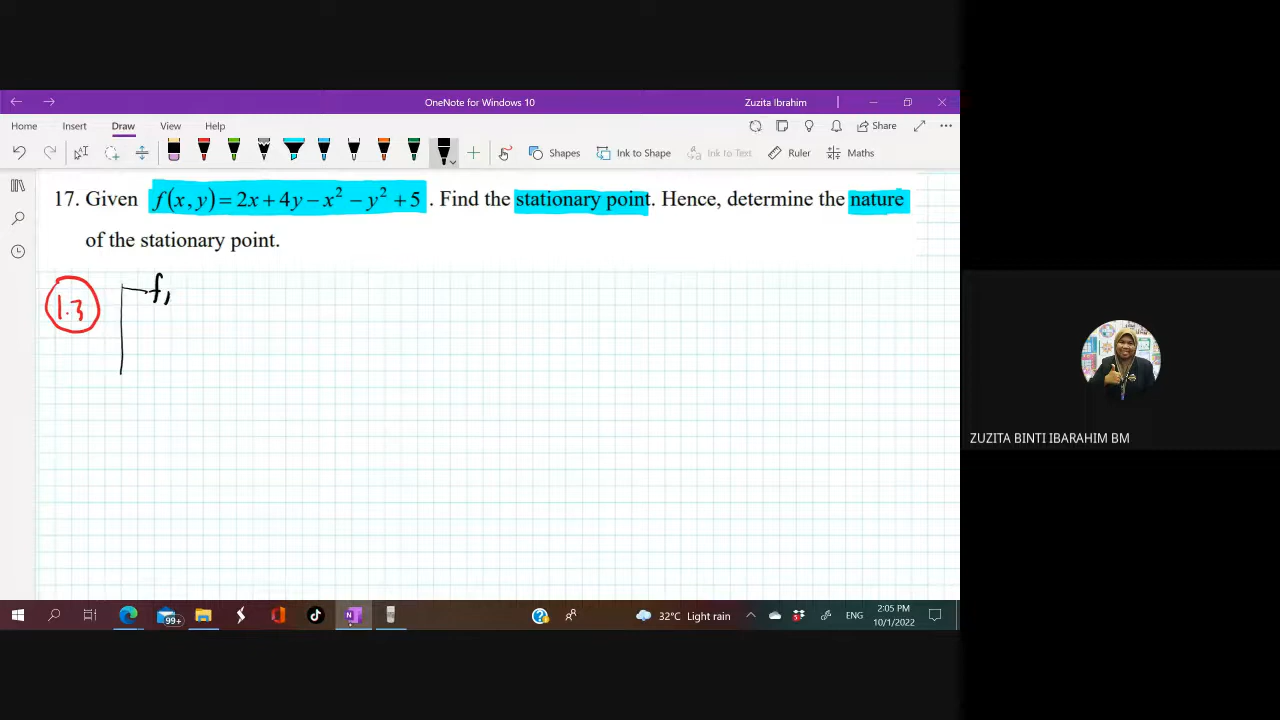 OneNote for Windows 10
Zuzita Ibrahim
Home Insert Draw View Help
Share
Shapes Ink to Shape Ink to Text Ruler Maths
17. Given f(x, y) = 2x + 4y − x² − y² + 5 . Find the stationary point. Hence, determine the nature
of the stationary point.
1.3
f,
ZUZITA BINTI IBARAHIM BM
99+
32°C Light rain
ENG
2:05 PM
10/1/2022